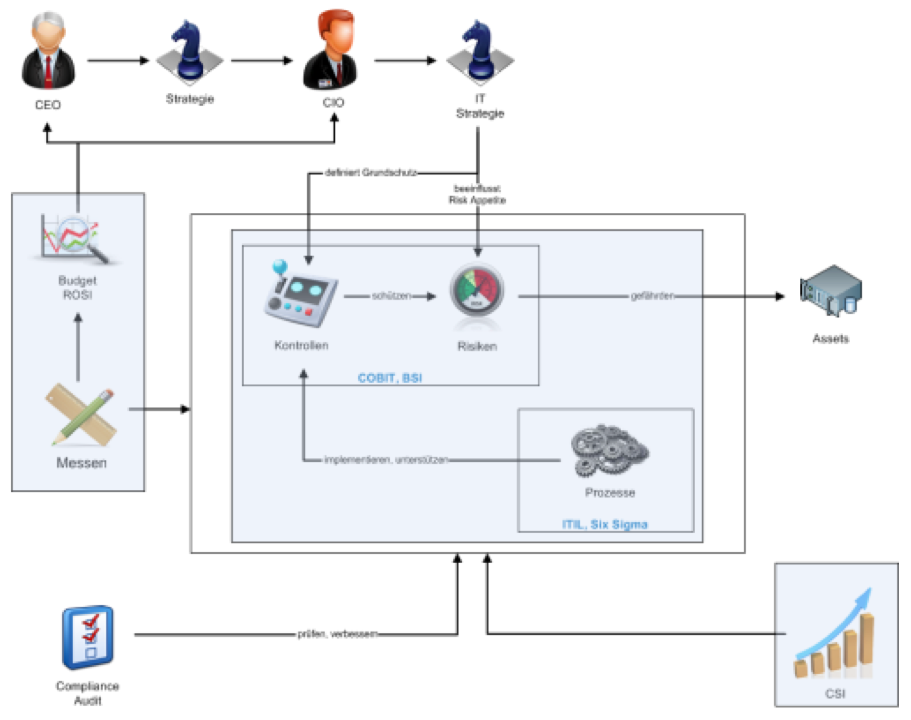 CEO
Strategie
CIO
IT
Strategie
definiert Grundschutz
beeinflusst
Risk Appetite
Budget
ROSI
Kontrollen
schützen
RISK
Risiken
gefährden
Assets
COBIT, BSI
Messen
implementieren, unterstützen
Prozesse
ITIL, Six Sigma
prüfen, verbessern
Compliance
Audit
CSI